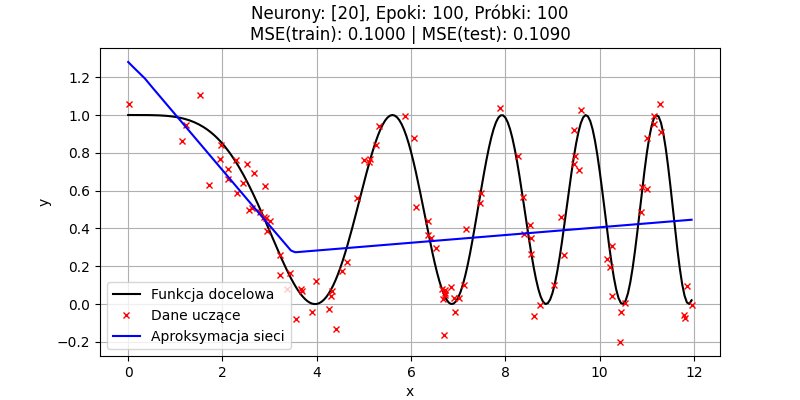 Neurony: [20], Epoki: 100, Próbki: 100
MSE(train): 0.1000 | MSE(test): 0.1090
y
1.2
1.0
0.8
0.6
0.4
0.2
0.0
−0.2
Funkcja docelowa
Dane uczące
Aproksymacja sieci
0 2 4 6 8 10 12
x